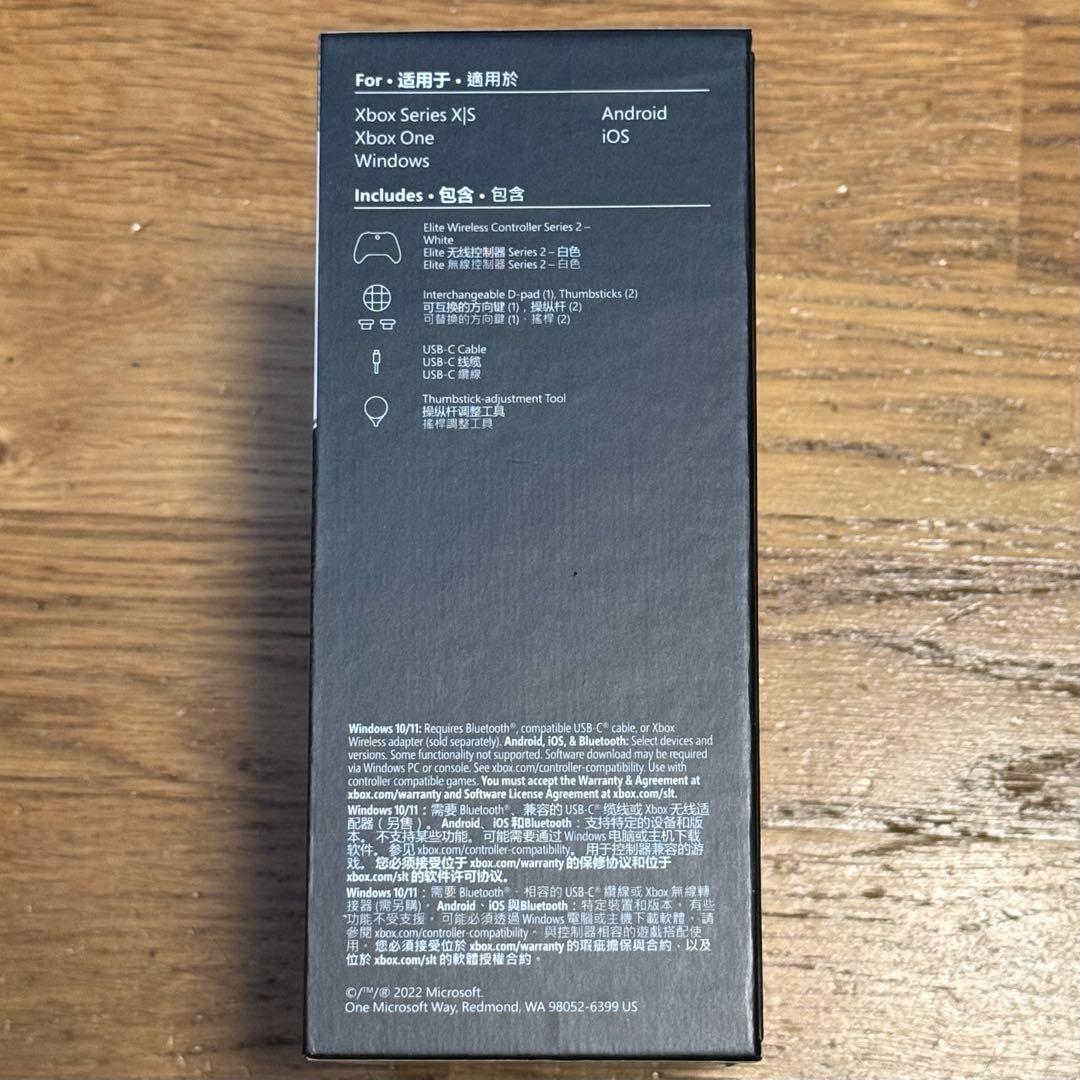 For • 适用于 • 適用於
Xbox Series X|S
Xbox One
Windows
Android
iOS
Includes • 包含 • 包含
Elite Wireless Controller Series 2 –
White
Elite 无线控制器 Series 2 – 白色
Elite 無線控制器 Series 2 – 白色
Interchangeable D-pad (1), Thumbsticks (2)
可互换的方向键 (1)，操纵杆 (2)
可替換的方向鍵 (1)、搖桿 (2)
USB-C Cable
USB-C 线缆
USB-C 纜線
Thumbstick-adjustment Tool
操纵杆调整工具
搖桿調整工具
Windows 10/11: Requires Bluetooth®, compatible USB-C® cable, or Xbox
Wireless adapter (sold separately). Android, iOS, & Bluetooth: Select devices and
versions. Some functionality not supported. Software download may be required
via Windows PC or console. See xbox.com/controller-compatibility. Use with
controller compatible games. You must accept the Warranty & Agreement at
xbox.com/warranty and Software License Agreement at xbox.com/slt.
Windows 10/11：需要 Bluetooth®、兼容的 USB-C® 缆线或 Xbox 无线适
配器（另售）。Android、iOS 和Bluetooth：支持特定的设备和版
本。不支持某些功能。可能需要通过 Windows 电脑或主机下载
软件。参见 xbox.com/controller-compatibility。用于控制器兼容的游
戏。您必须接受位于 xbox.com/warranty 的保修协议和位于
xbox.com/slt 的软件许可协议。
Windows 10/11：需要 Bluetooth®、相容的 USB-C® 纜線或 Xbox 無線轉
接器 (需另購)。Android、iOS 與Bluetooth：特定裝置和版本。有些
功能不受支援。可能必須透過 Windows 電腦或主機下載軟體。請
參閱 xbox.com/controller-compatibility。與控制器相容的遊戲搭配使
用。您必須接受位於 xbox.com/warranty 的瑕疵擔保與合約，以及
位於 xbox.com/slt 的軟體授權合約。
©/™/® 2022 Microsoft.
One Microsoft Way, Redmond, WA 98052-6399 US